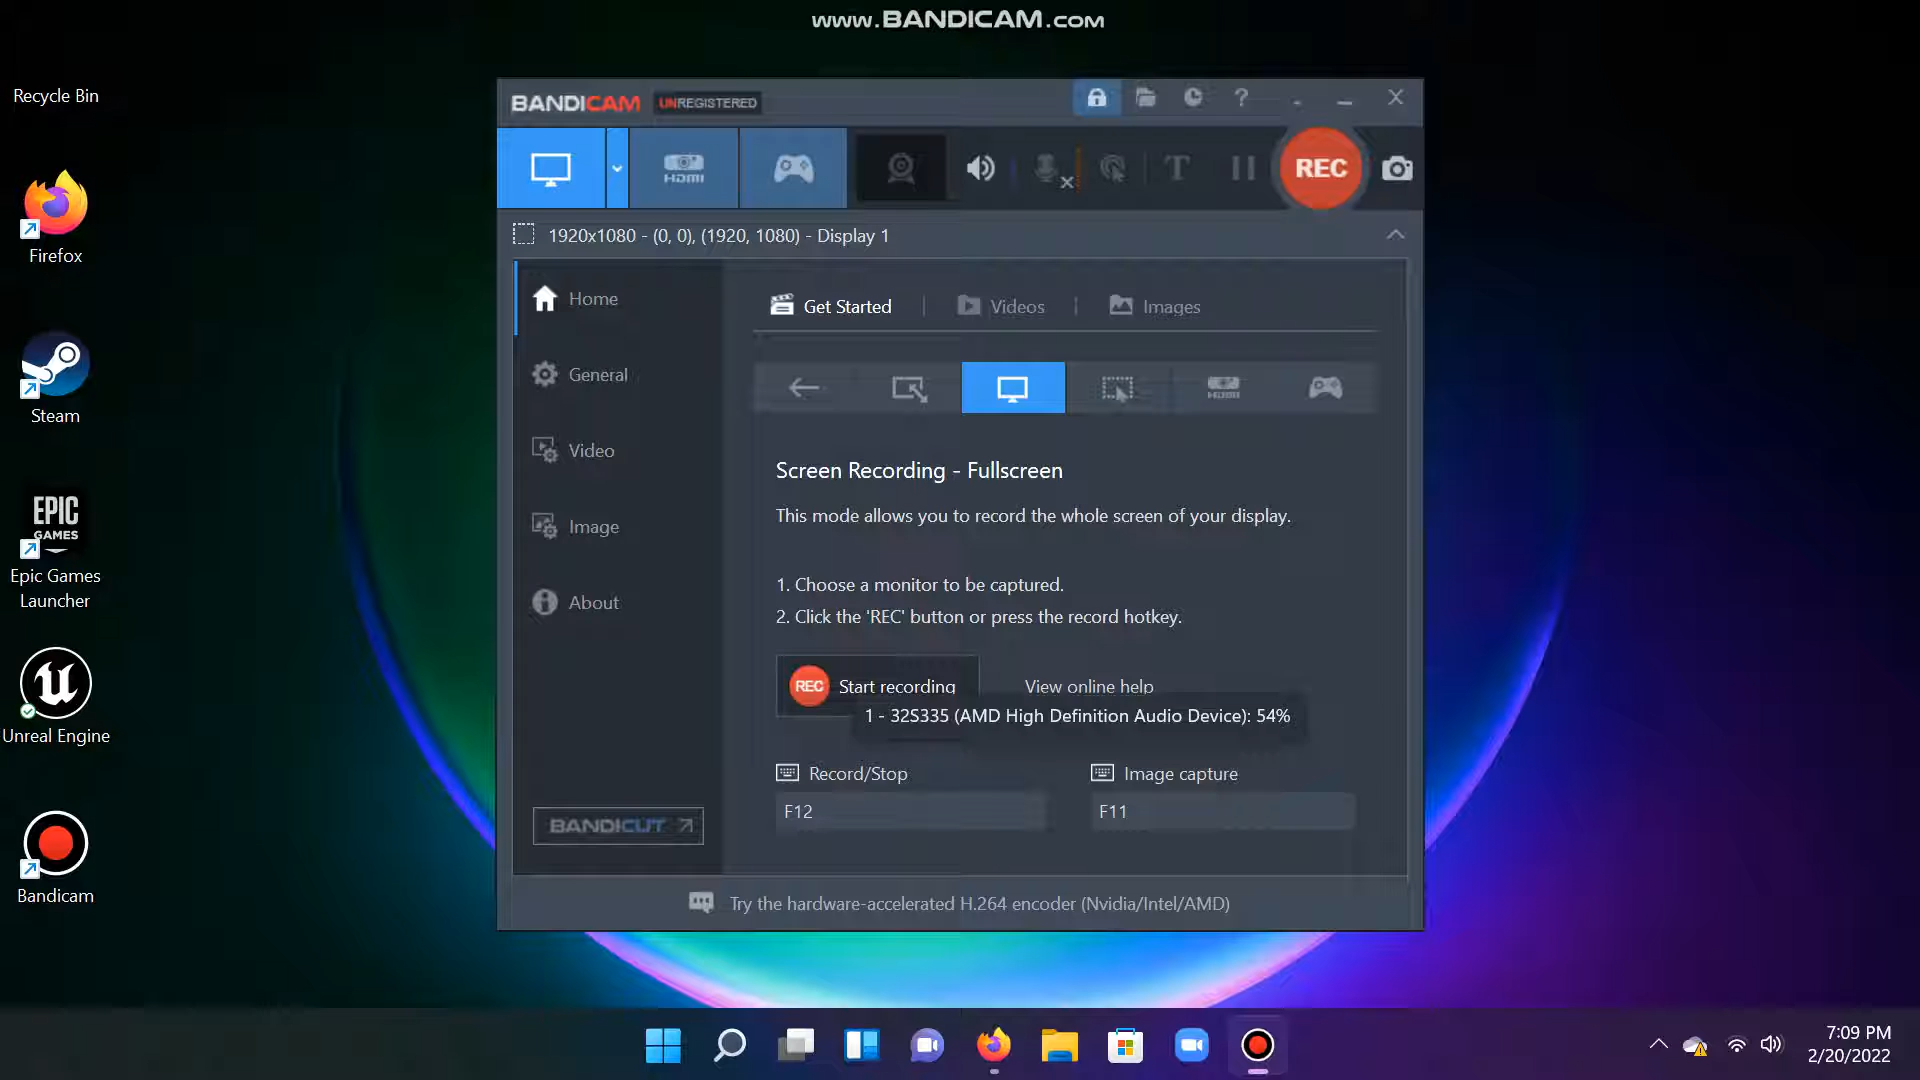 www.BANDICAM.com
Recycle Bin
Firefox
Steam
EPIC
GAMES
Epic Games
Launcher
Unreal Engine
Bandicam
BANDICAM UNREGISTERED
?
HDMI
T
REC
1920x1080 - (0, 0), (1920, 1080) - Display 1
Home
General
Video
Image
About
BANDICUT
Get Started
Videos
Images
HDMI
Screen Recording - Fullscreen
This mode allows you to record the whole screen of your display.
1. Choose a monitor to be captured.
2. Click the 'REC' button or press the record hotkey.
REC Start recording
View online help
1 - 32S335 (AMD High Definition Audio Device): 54%
Record/Stop
Image capture
F12
F11
Try the hardware-accelerated H.264 encoder (Nvidia/Intel/AMD)
7:09 PM
2/20/2022